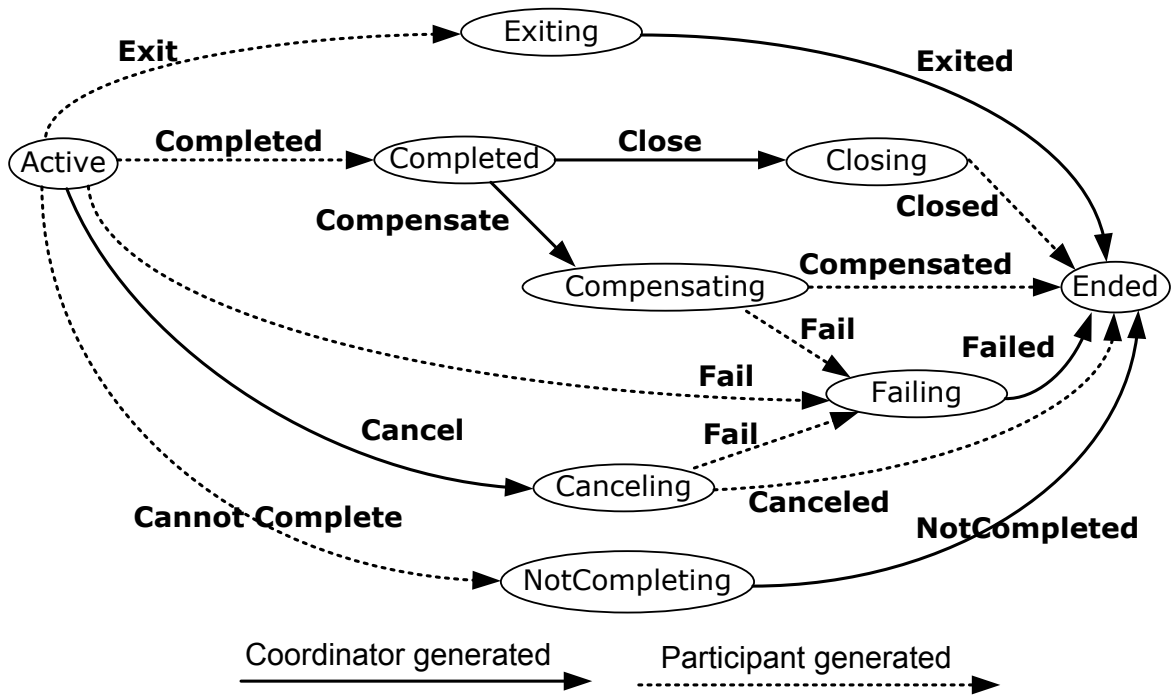 Exiting
Exit
Exited
Completed
Close
Active
Completed
Closing
Compensate
Closed
Compensated
Compensating
Ended
Fail
Failed
Fail
Failing
Cancel
Fail
Canceling
Canceled
Cannot Complete
NotCompleted
NotCompleting
Coordinator generated
Participant generated